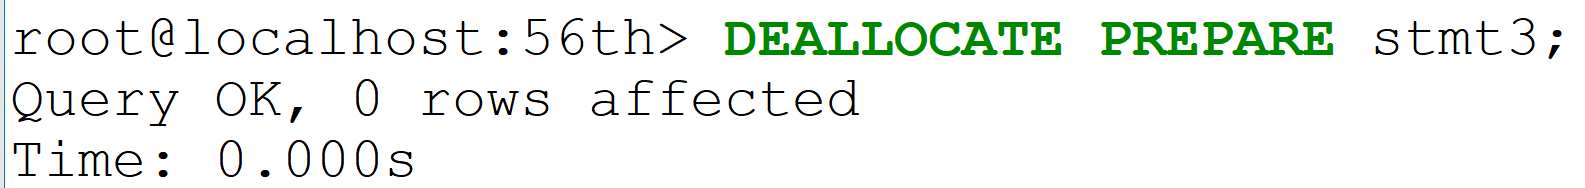 root@localhost:56th> DEALLOCATE PREPARE stmt3;
Query OK, 0 rows affected
Time: 0.000s